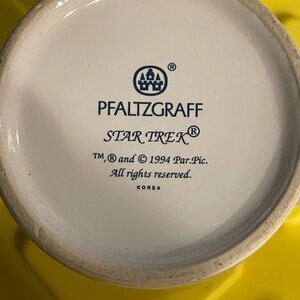 ®
PFALTZGRAFF
STAR TREK®
TM,® and © 1994 Par.Pic.
All rights reserved.
KOREA